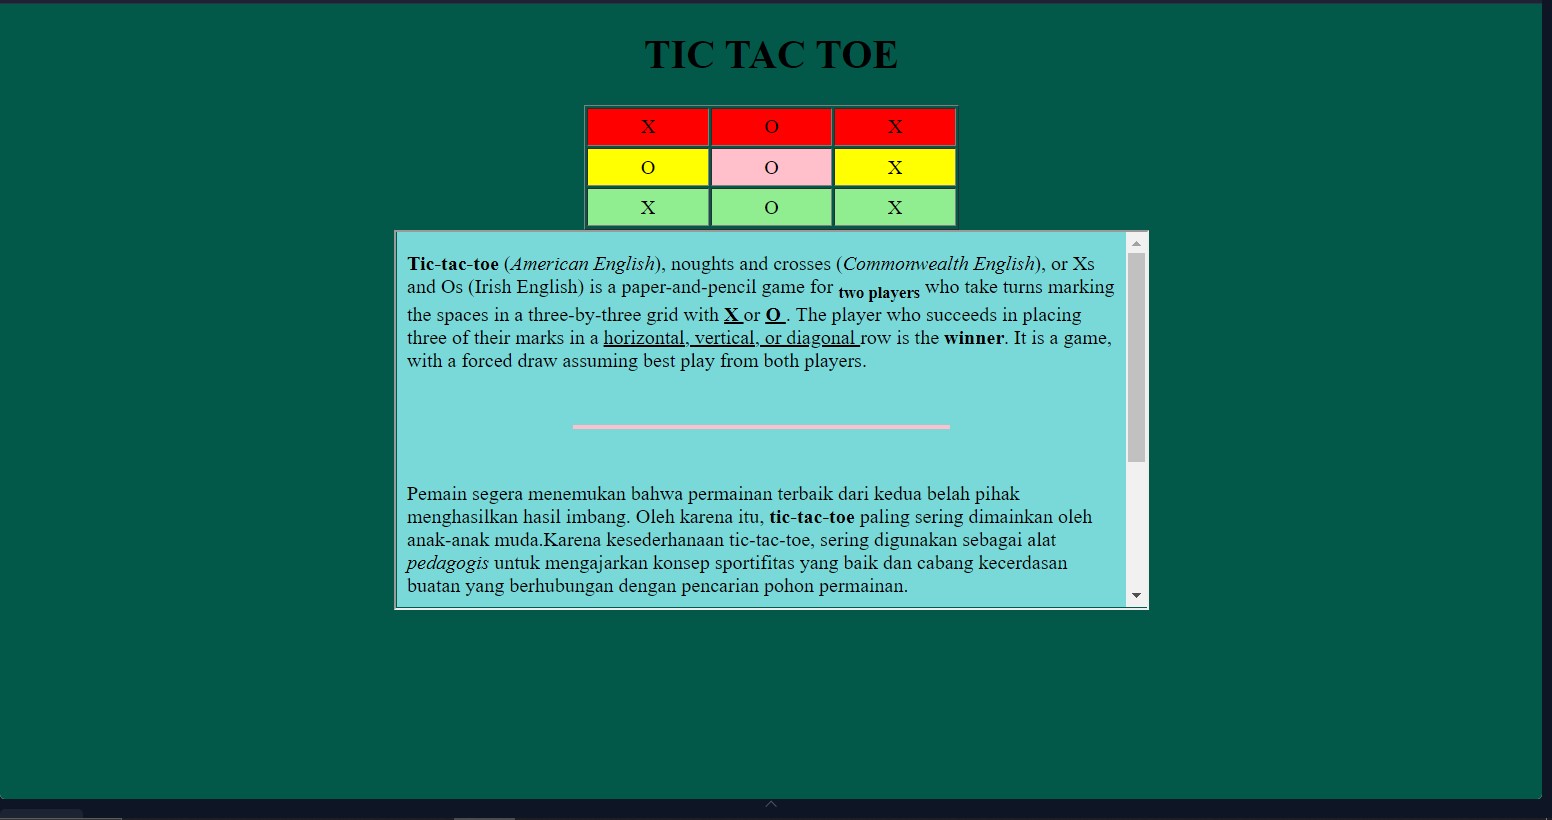 TIC TAC TOE
X O X
O O X
X O X
Tic-tac-toe (American English), noughts and crosses (Commonwealth English), or Xs
and Os (Irish English) is a paper-and-pencil game for two players who take turns marking
the spaces in a three-by-three grid with X or O . The player who succeeds in placing
three of their marks in a horizontal, vertical, or diagonal row is the winner. It is a game,
with a forced draw assuming best play from both players.
Pemain segera menemukan bahwa permainan terbaik dari kedua belah pihak
menghasilkan hasil imbang. Oleh karena itu, tic-tac-toe paling sering dimainkan oleh
anak-anak muda.Karena kesederhanaan tic-tac-toe, sering digunakan sebagai alat
pedagogis untuk mengajarkan konsep sportifitas yang baik dan cabang kecerdasan
buatan yang berhubungan dengan pencarian pohon permainan.